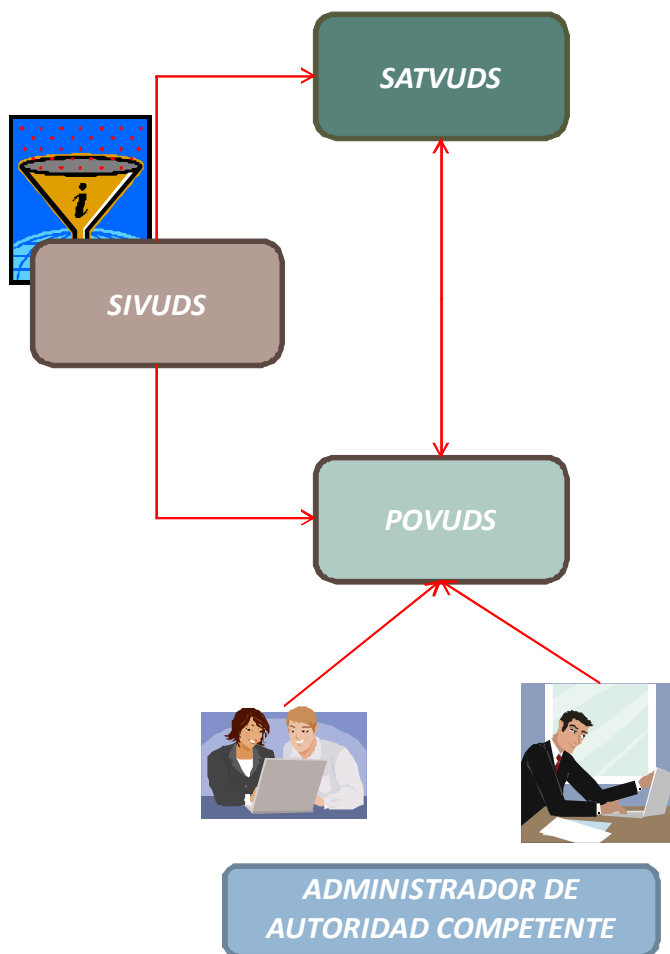 SATVUDS
i
SIVUDS
POVUDS
ADMINISTRADOR DE
AUTORIDAD COMPETENTE